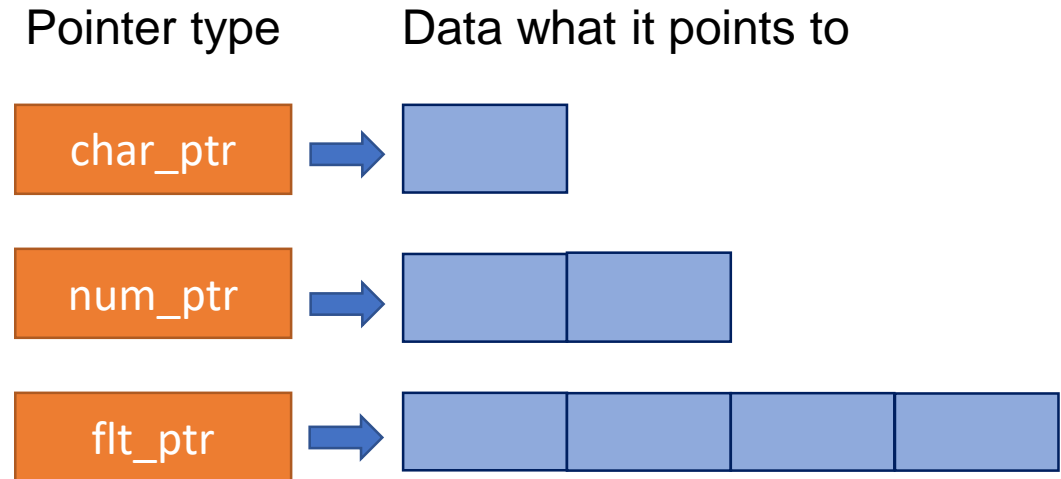 Pointer type
Data what it points to
char_ptr
num_ptr
flt_ptr